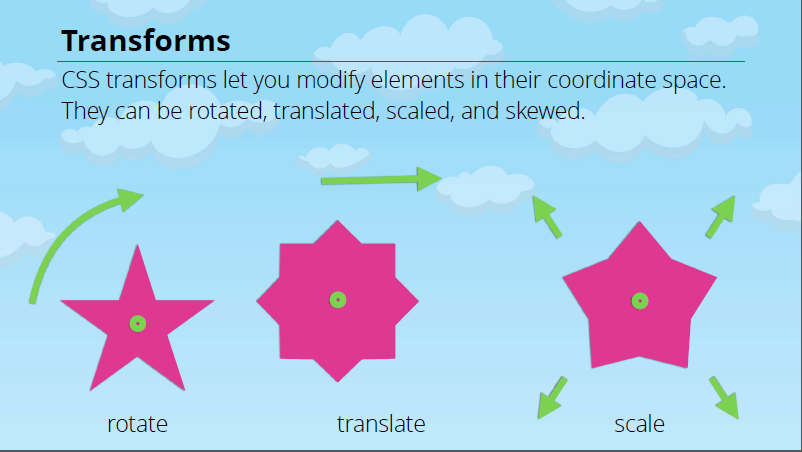 Transforms
CSS transforms let you modify elements in their coordinate space.
They can be rotated, translated, scaled, and skewed.
rotate translate scale